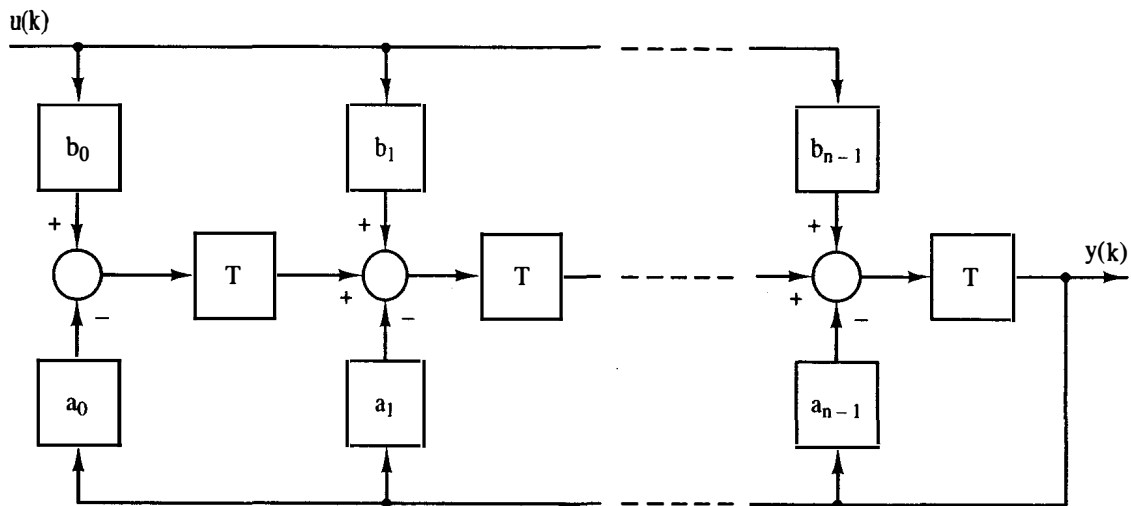 u(k)
b₀ b₁ bₙ₋₁
+ + +
T T T y(k)
+ +
− − −
a₀ a₁ aₙ₋₁